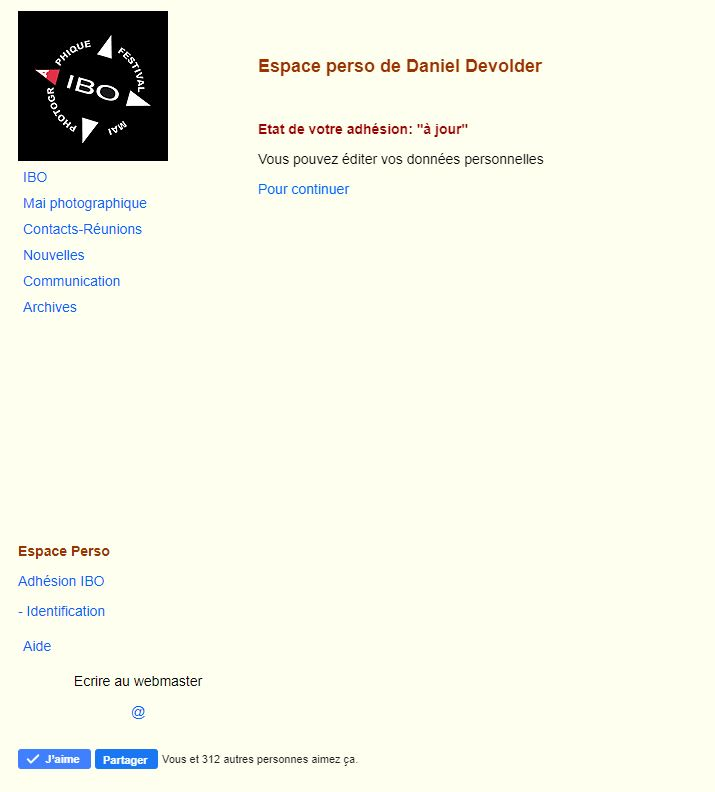 MAI PHOTOGRAPHIQUE FESTIVAL
IBO
Espace perso de Daniel Devolder
Etat de votre adhésion: "à jour"
Vous pouvez éditer vos données personnelles
Pour continuer
IBO
Mai photographique
Contacts-Réunions
Nouvelles
Communication
Archives
Espace Perso
Adhésion IBO
- Identification
Aide
Ecrire au webmaster
@
J'aime Partager Vous et 312 autres personnes aimez ça.